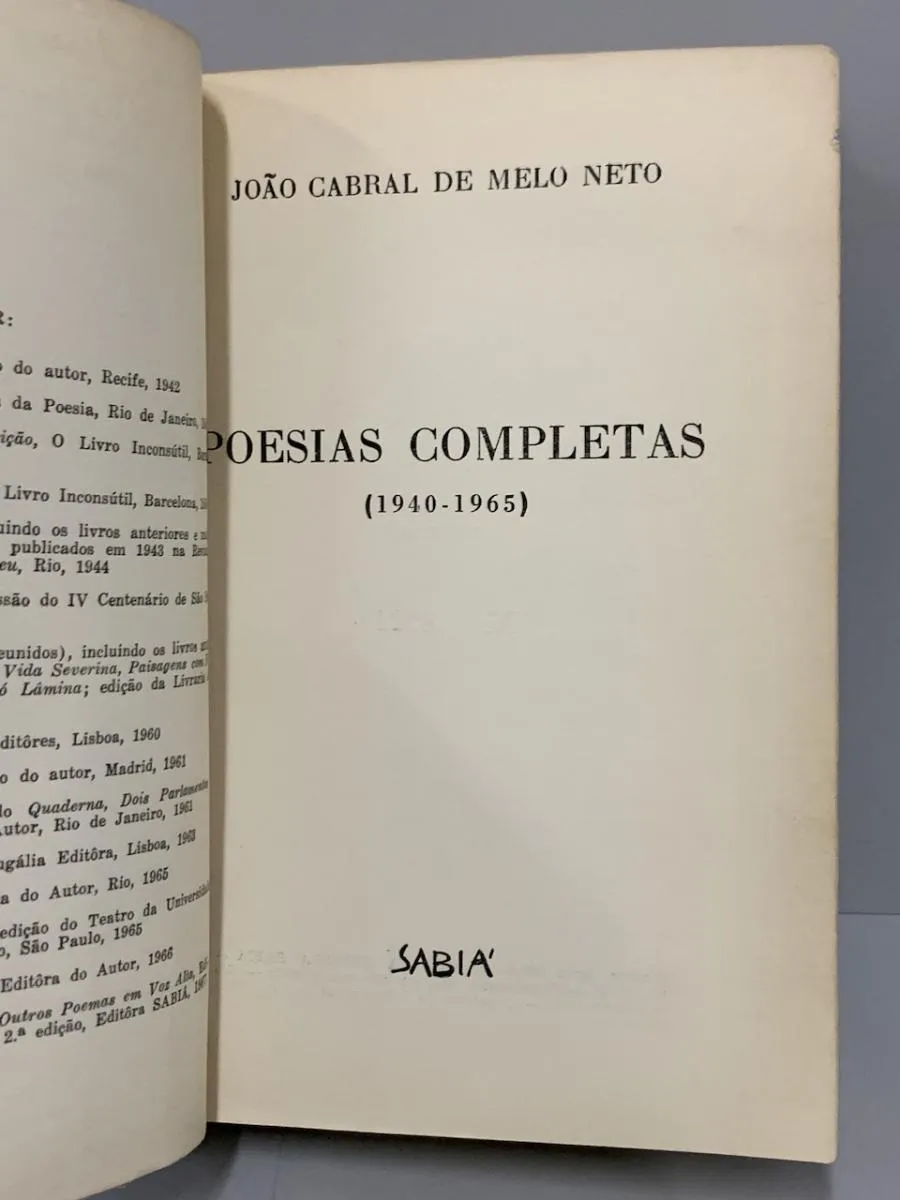 R:
do autor, Recife, 1942
da Poesia, Rio de Janeiro,
ição, O Livro Inconsútil,
Livro Inconsútil, Barcelona,
uindo os livros anteriores e
publicados em 1943 na
eu, Rio, 1944
ssão do IV Centenário de São
eunidos), incluindo os livros
Vida Severina, Paisagens com
ó Lâmina; edição da Livraria
ditôres, Lisboa, 1960
o do autor, Madrid, 1961
do Quaderna, Dois Parlamentos
Autor, Rio de Janeiro, 1961
ugália Editôra, Lisboa, 1963
a do Autor, Rio, 1965
edição do Teatro da Universidade
o, São Paulo, 1965
Editôra do Autor, 1966
Outros Poemas em Voz Alta,
2.ª edição, Editôra SABIÁ, 1967
JOÃO CABRAL DE MELO NETO
POESIAS COMPLETAS
(1940-1965)
SABIÁ